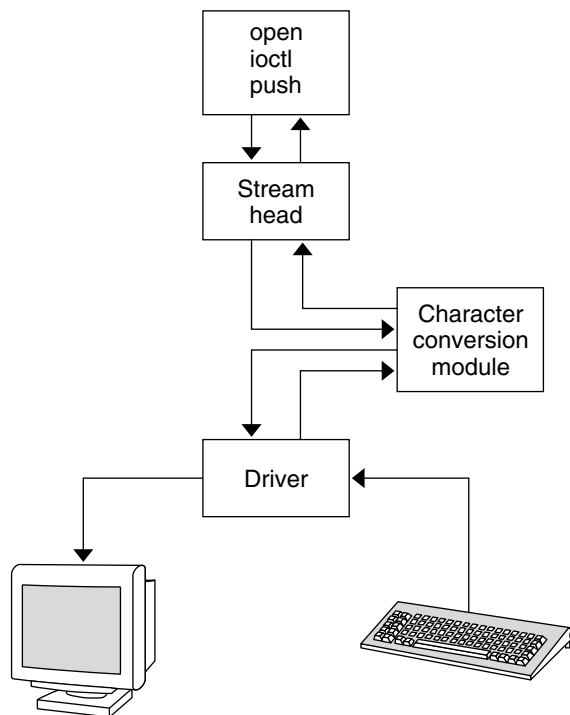 open
ioctl
push
Stream
head
Character
conversion
module
Driver